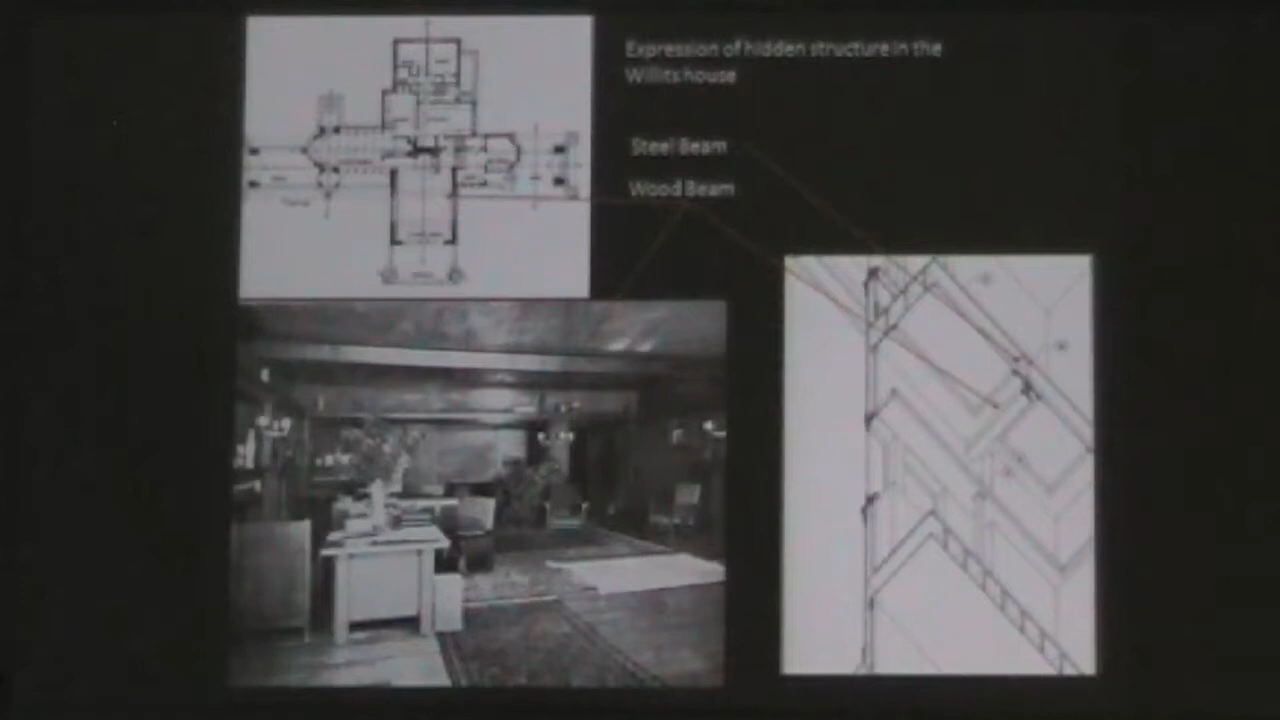 Expression of hidden structure in the
Willits house
Steel Beam
Wood Beam